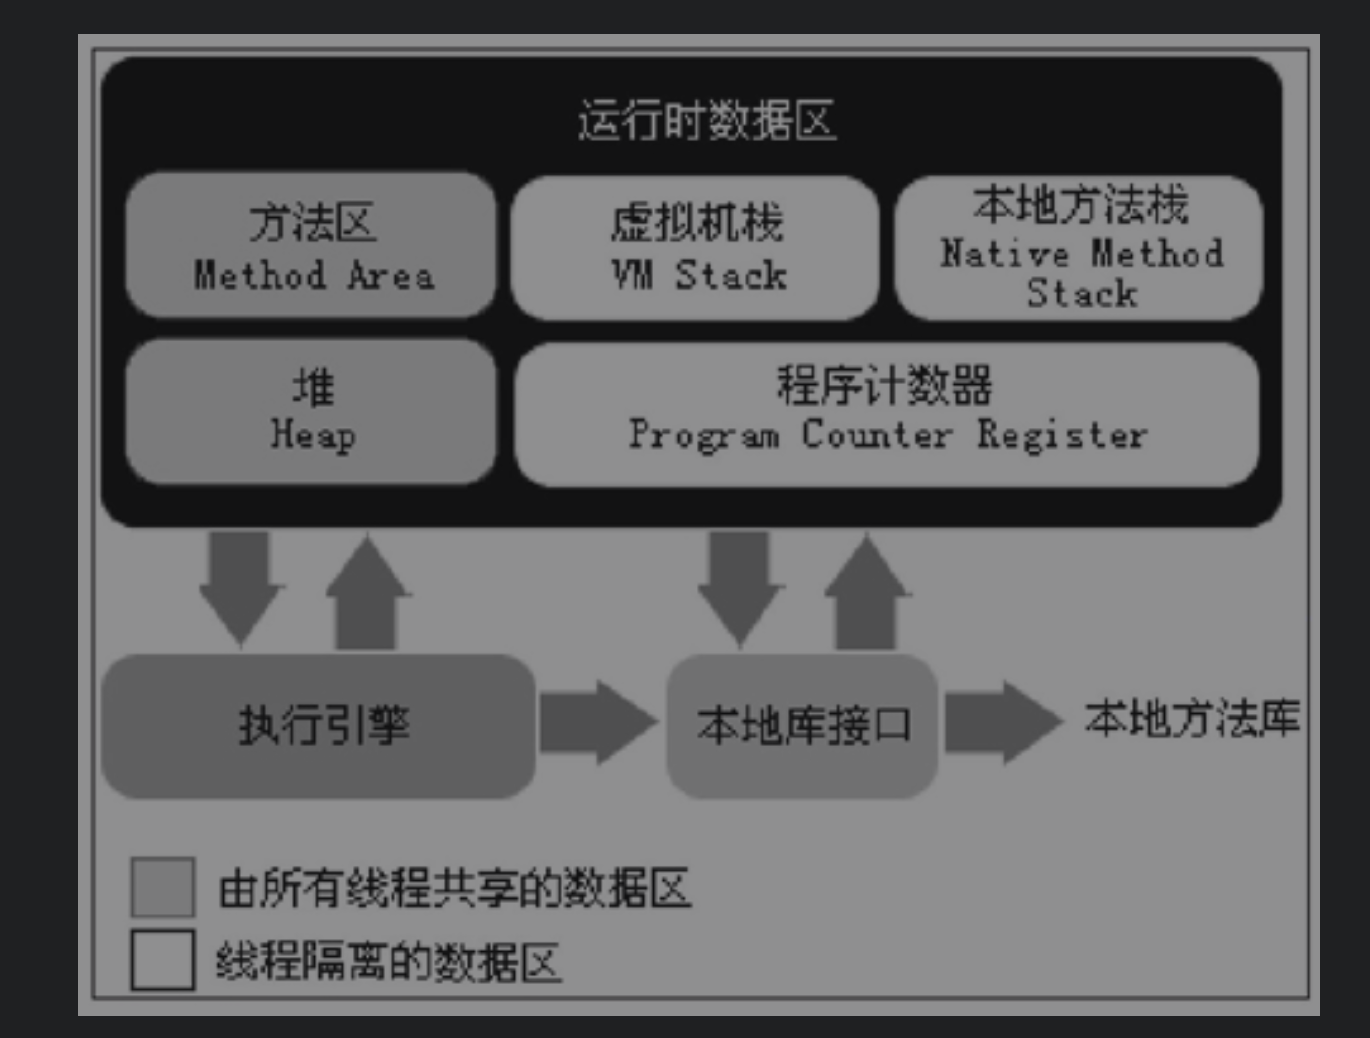 运行时数据区
方法区
Method Area
虚拟机栈
VM Stack
本地方法栈
Native Method
Stack
堆
Heap
程序计数器
Program Counter Register
执行引擎
本地库接口
本地方法库
由所有线程共享的数据区
线程隔离的数据区